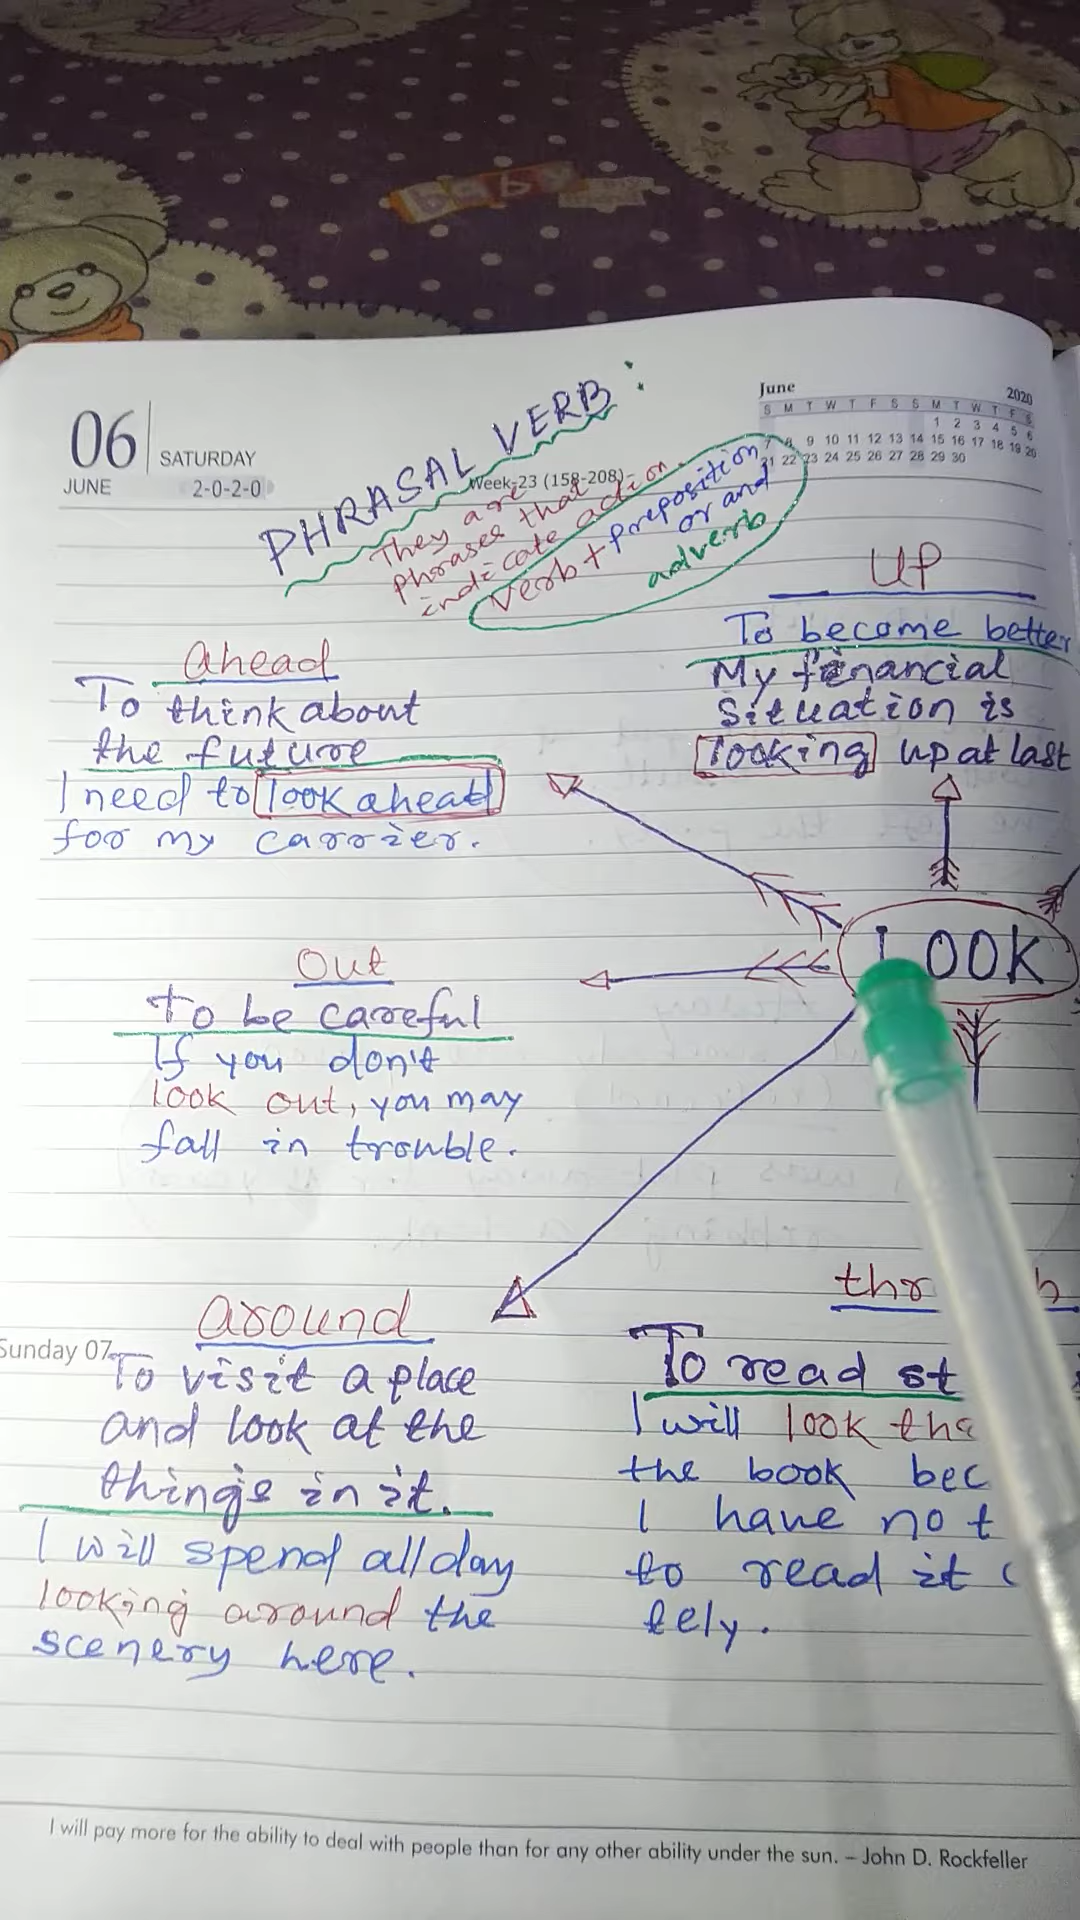 06
JUNE
SATURDAY
2-0-2-0
PHRASAL VERB :
Week-23 (158-208)
They are
phrases that
indicate action
Verb + preposition
or and
adverb
June 2020
S M T W T F S S M T W T F S
1 2 3 4 5 6
7 8 9 10 11 12 13 14 15 16 17 18 19 20
21 22 23 24 25 26 27 28 29 30
UP
To become better
My financial
situation is
looking up at last
ahead
To think about
the future
I need to look ahead
for my carrier.
LOOK
Out
To be careful
If you don't
look out, you may
fall in trouble.
around
Sunday 07
To visit a place
and look at the
things in it.
I will spend all day
looking around the
scenery here.
To read st
I will look
the book bec
I have not
to read it
tely.
I will pay more for the ability to deal with people than for any other ability under the sun. – John D. Rockfeller